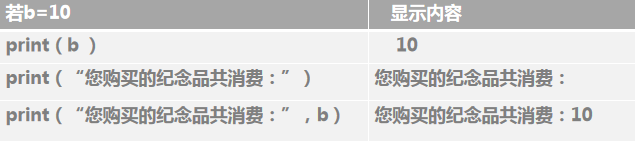 若b=10 显示内容
print（b ） 10
print（“您购买的纪念品共消费：”） 您购买的纪念品共消费：
print（“您购买的纪念品共消费：”，b） 您购买的纪念品共消费：10